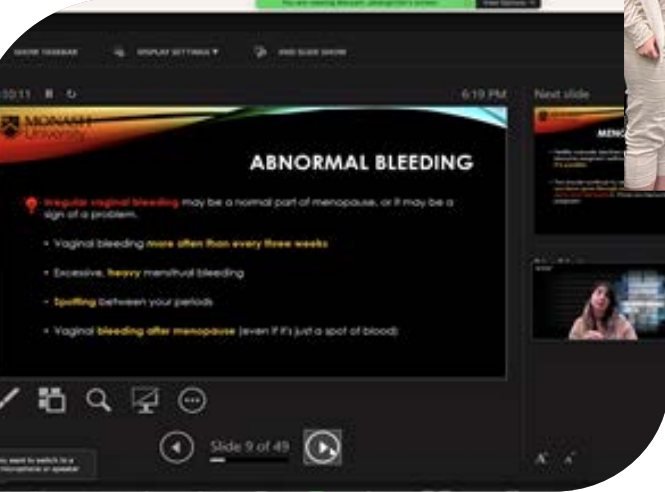 SHOW TASKBAR
DISPLAY SETTINGS ▼
END SLIDE SHOW
6:19 PM
Next slide
MONASH
University
ABNORMAL BLEEDING
Irregular vaginal bleeding may be a normal part of menopause, or it may be a
sign of a problem.
• Vaginal bleeding more often than every three weeks
• Excessive, heavy menstrual bleeding
• Spotting between your periods
• Vaginal bleeding after menopause (even if it's just a spot of blood)
Slide 9 of 49